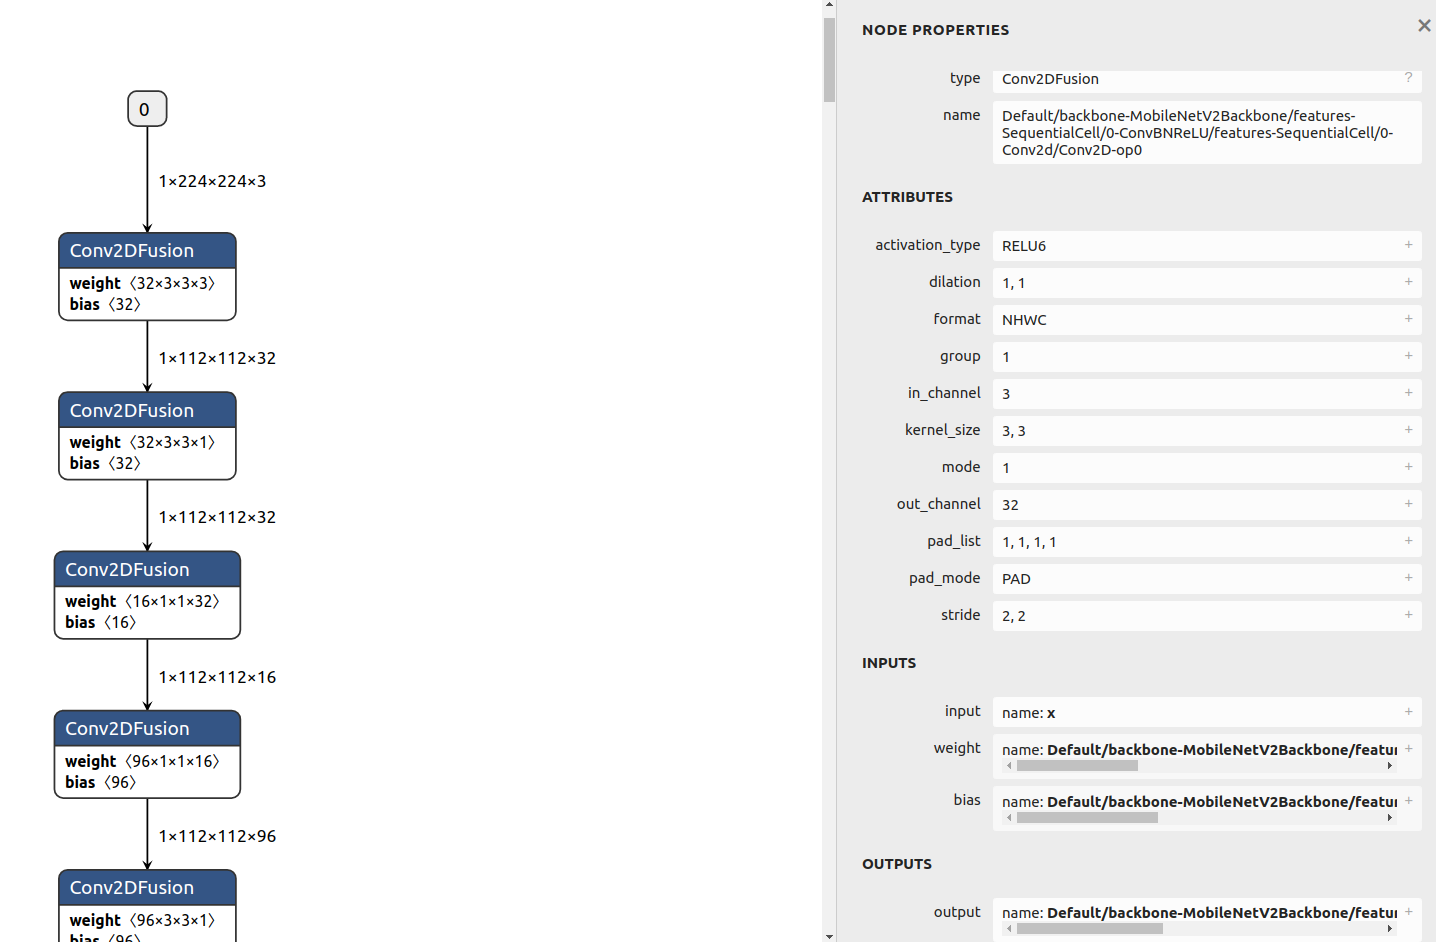 0
1×224×224×3
Conv2DFusion
weight〈32×3×3×3〉
bias〈32〉
1×112×112×32
Conv2DFusion
weight〈32×3×3×1〉
bias〈32〉
1×112×112×32
Conv2DFusion
weight〈16×1×1×32〉
bias〈16〉
1×112×112×16
Conv2DFusion
weight〈96×1×1×16〉
bias〈96〉
1×112×112×96
Conv2DFusion
weight〈96×3×3×1〉
bias〈96〉
NODE PROPERTIES ×
type Conv2DFusion ?
name Default/backbone-MobileNetV2Backbone/features-
SequentialCell/0-ConvBNReLU/features-SequentialCell/0-
Conv2d/Conv2D-op0
ATTRIBUTES
activation_type RELU6 +
dilation 1, 1 +
format NHWC +
group 1 +
in_channel 3 +
kernel_size 3, 3 +
mode 1 +
out_channel 32 +
pad_list 1, 1, 1, 1 +
pad_mode PAD +
stride 2, 2 +
INPUTS
input name: x +
weight name: Default/backbone-MobileNetV2Backbone/featur +
bias name: Default/backbone-MobileNetV2Backbone/featur +
OUTPUTS
output name: Default/backbone-MobileNetV2Backbone/featur +